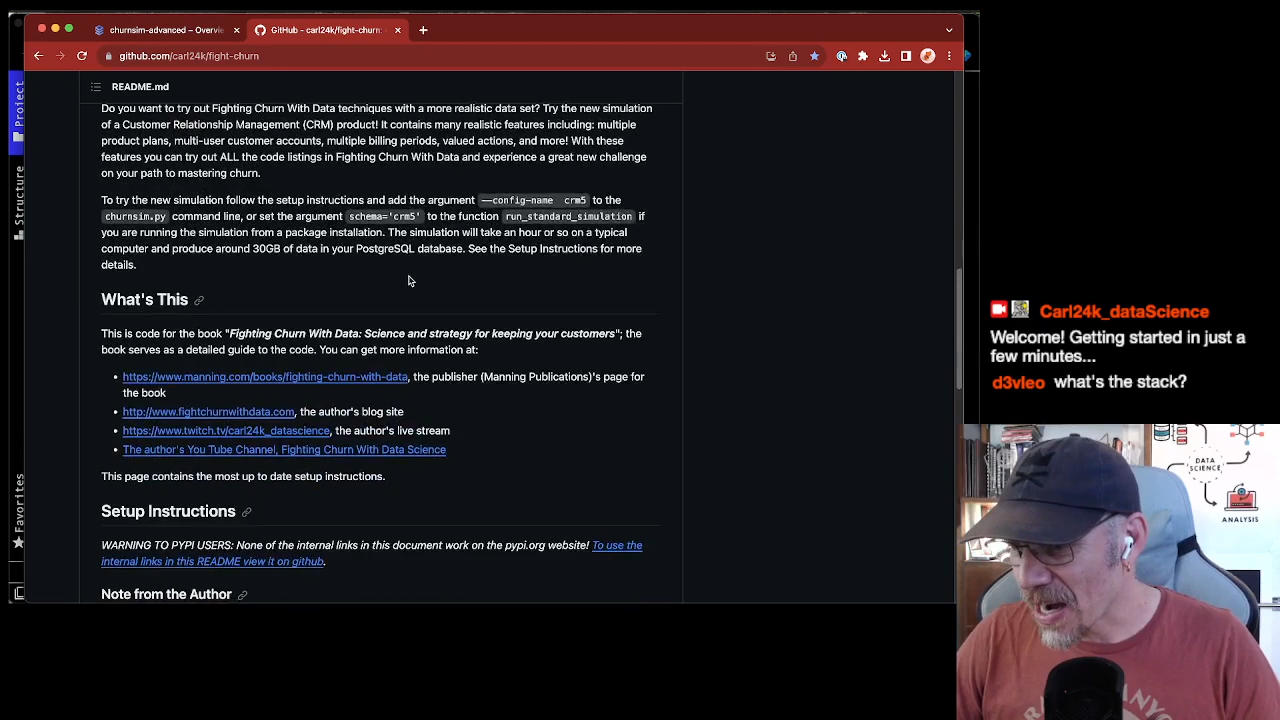 churnsim-advanced – Overvie
GitHub - carl24k/fight-churn:
github.com/carl24k/fight-churn
Project
Structure
Favorites
README.md
Do you want to try out Fighting Churn With Data techniques with a more realistic data set? Try the new simulation
of a Customer Relationship Management (CRM) product! It contains many realistic features including: multiple
product plans, multi-user customer accounts, multiple billing periods, valued actions, and more! With these
features you can try out ALL the code listings in Fighting Churn With Data and experience a great new challenge
on your path to mastering churn.
To try the new simulation follow the setup instructions and add the argument --config-name crm5 to the
churnsim.py command line, or set the argument schema='crm5' to the function run_standard_simulation if
you are running the simulation from a package installation. The simulation will take an hour or so on a typical
computer and produce around 30GB of data in your PostgreSQL database. See the Setup Instructions for more
details.
What's This
This is code for the book "Fighting Churn With Data: Science and strategy for keeping your customers"; the
book serves as a detailed guide to the code. You can get more information at:
• https://www.manning.com/books/fighting-churn-with-data, the publisher (Manning Publications)'s page for
the book
• http://www.fightchurnwithdata.com, the author's blog site
• https://www.twitch.tv/carl24k_datascience, the author's live stream
• The author's You Tube Channel, Fighting Churn With Data Science
This page contains the most up to date setup instructions.
Setup Instructions
WARNING TO PYPI USERS: None of the internal links in this document work on the pypi.org website! To use the
internal links in this README view it on github.
Note from the Author
Carl24k_dataScience
Welcome! Getting started in just a
few minutes...
d3vleo what's the stack?
DATA
SCIENCE
ANALYSIS